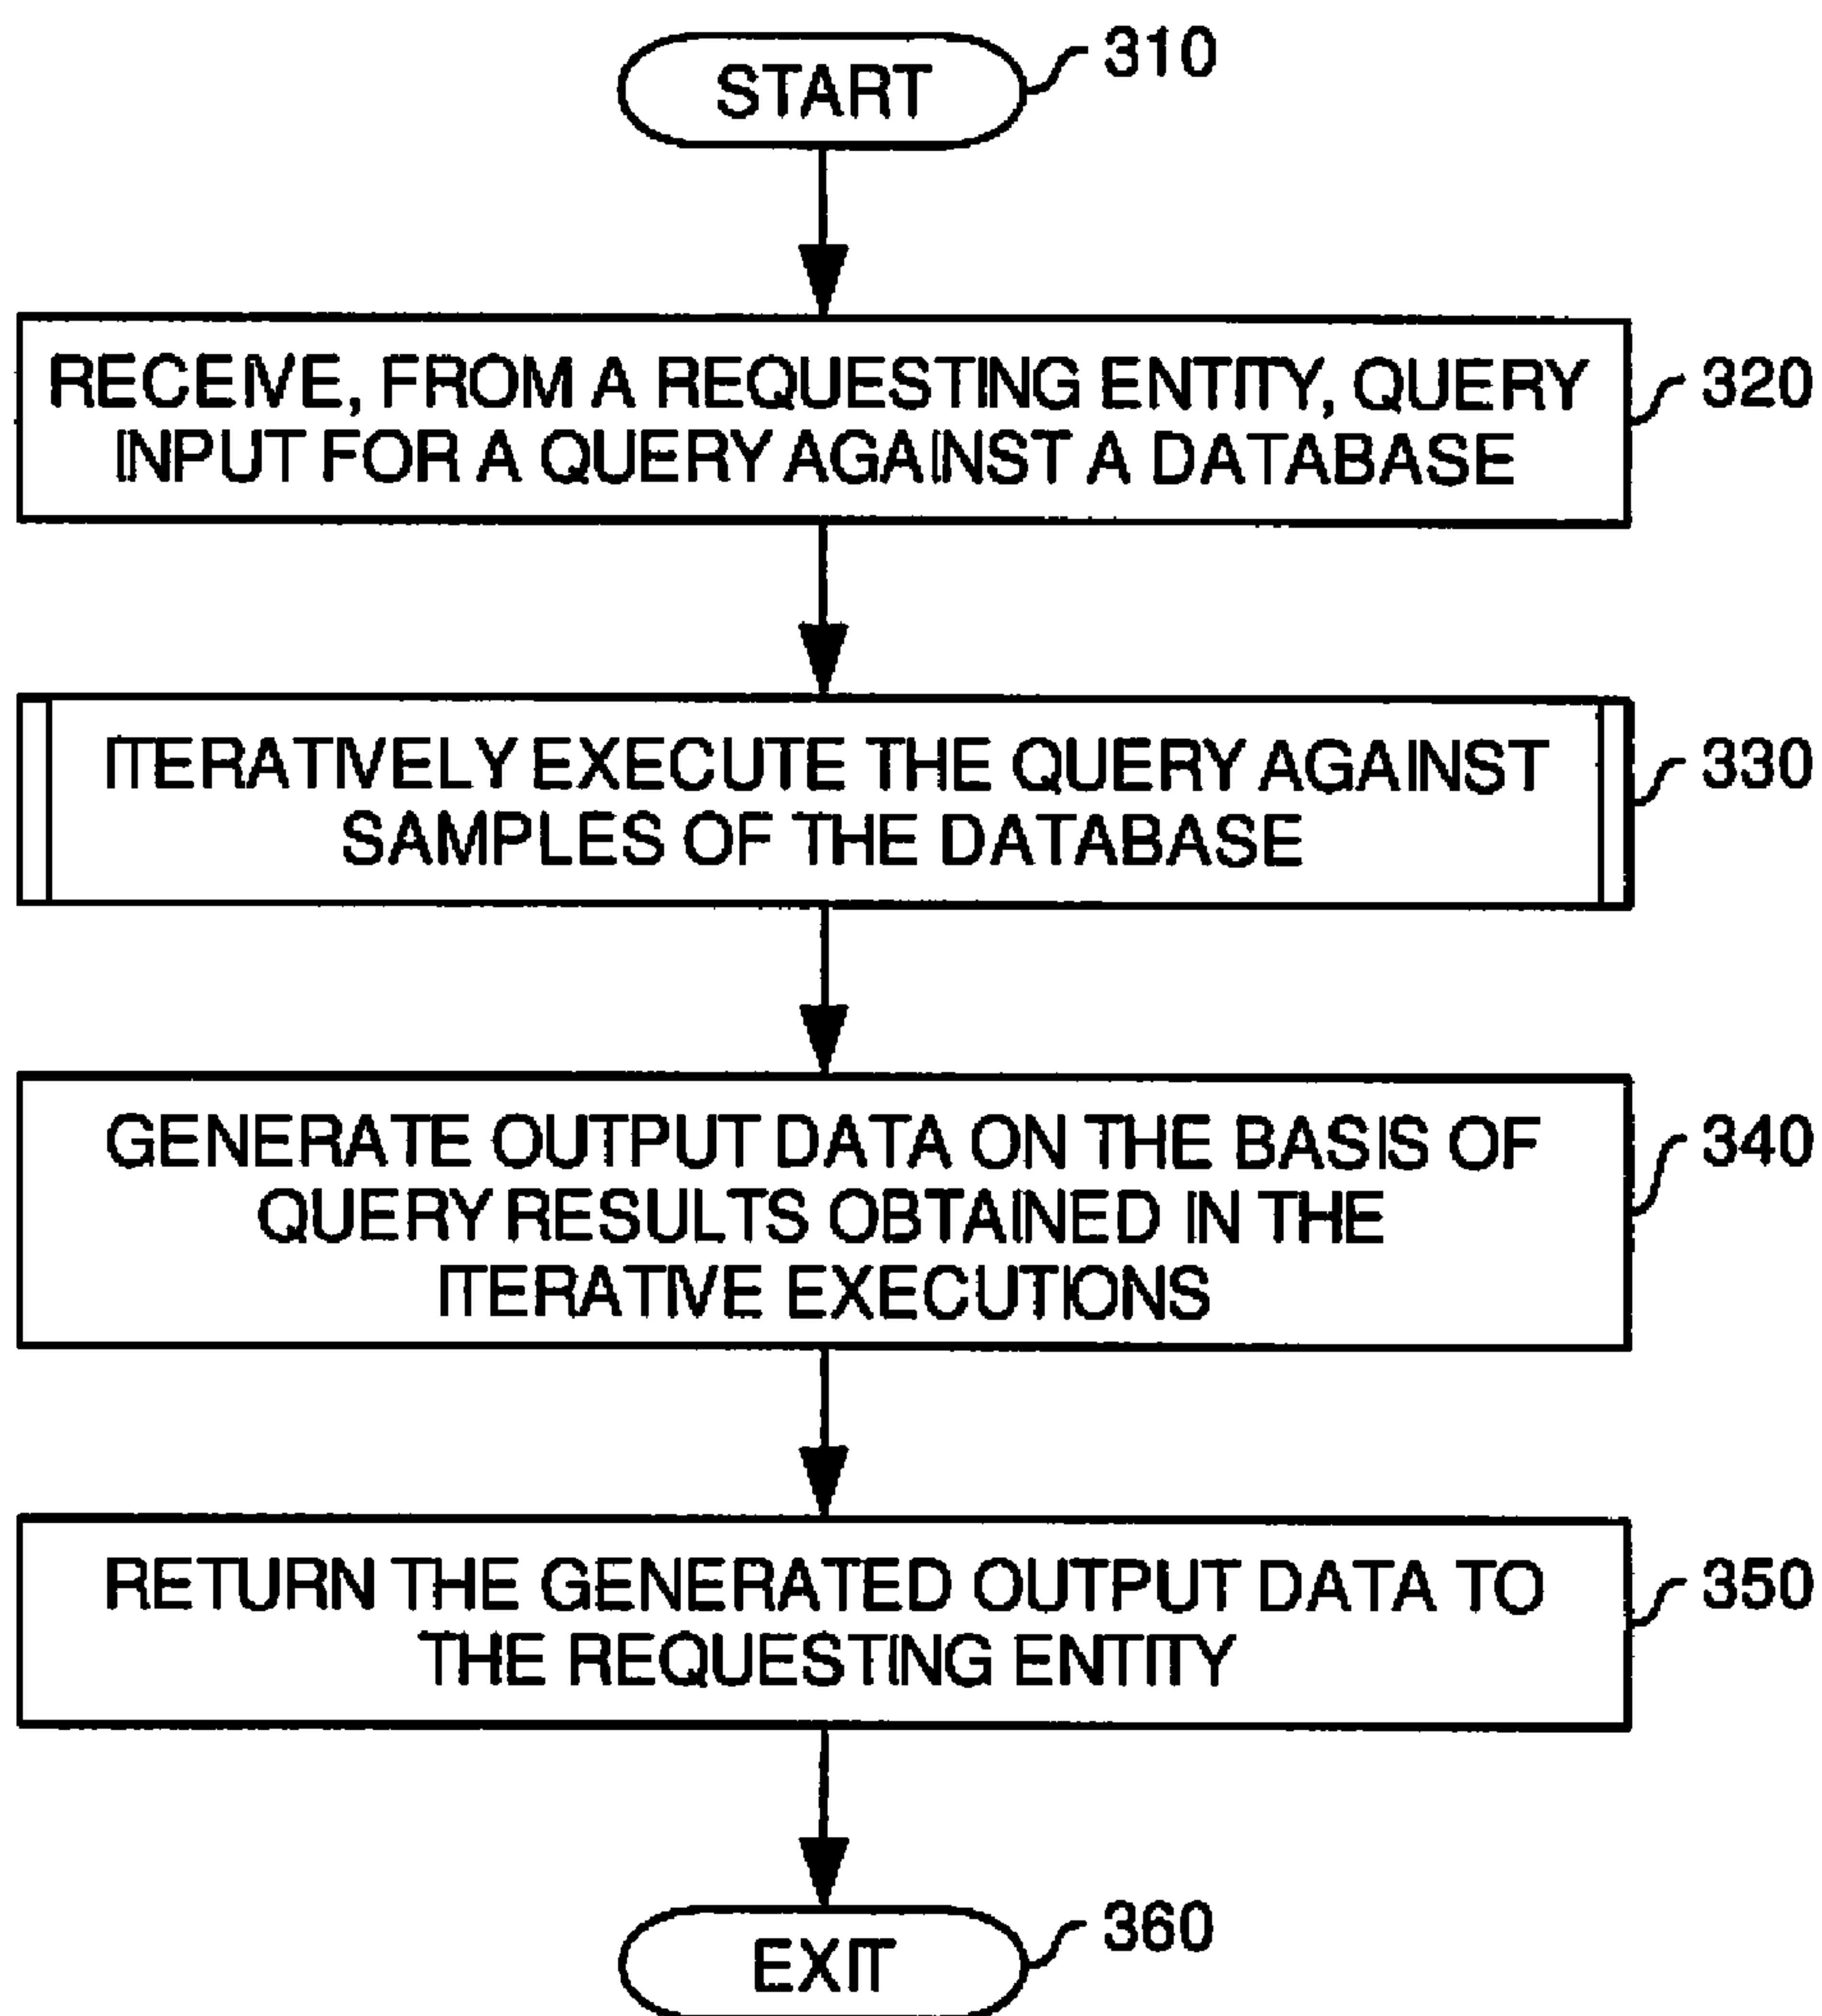 START
310
RECEIVE, FROM A REQUESTING ENTITY, QUERY
INPUT FOR A QUERY AGAINST A DATABASE
320
ITERATIVELY EXECUTE THE QUERY AGAINST
SAMPLES OF THE DATABASE
330
GENERATE OUTPUT DATA ON THE BASIS OF
QUERY RESULTS OBTAINED IN THE
ITERATIVE EXECUTIONS
340
RETURN THE GENERATED OUTPUT DATA TO
THE REQUESTING ENTITY
350
EXIT
360